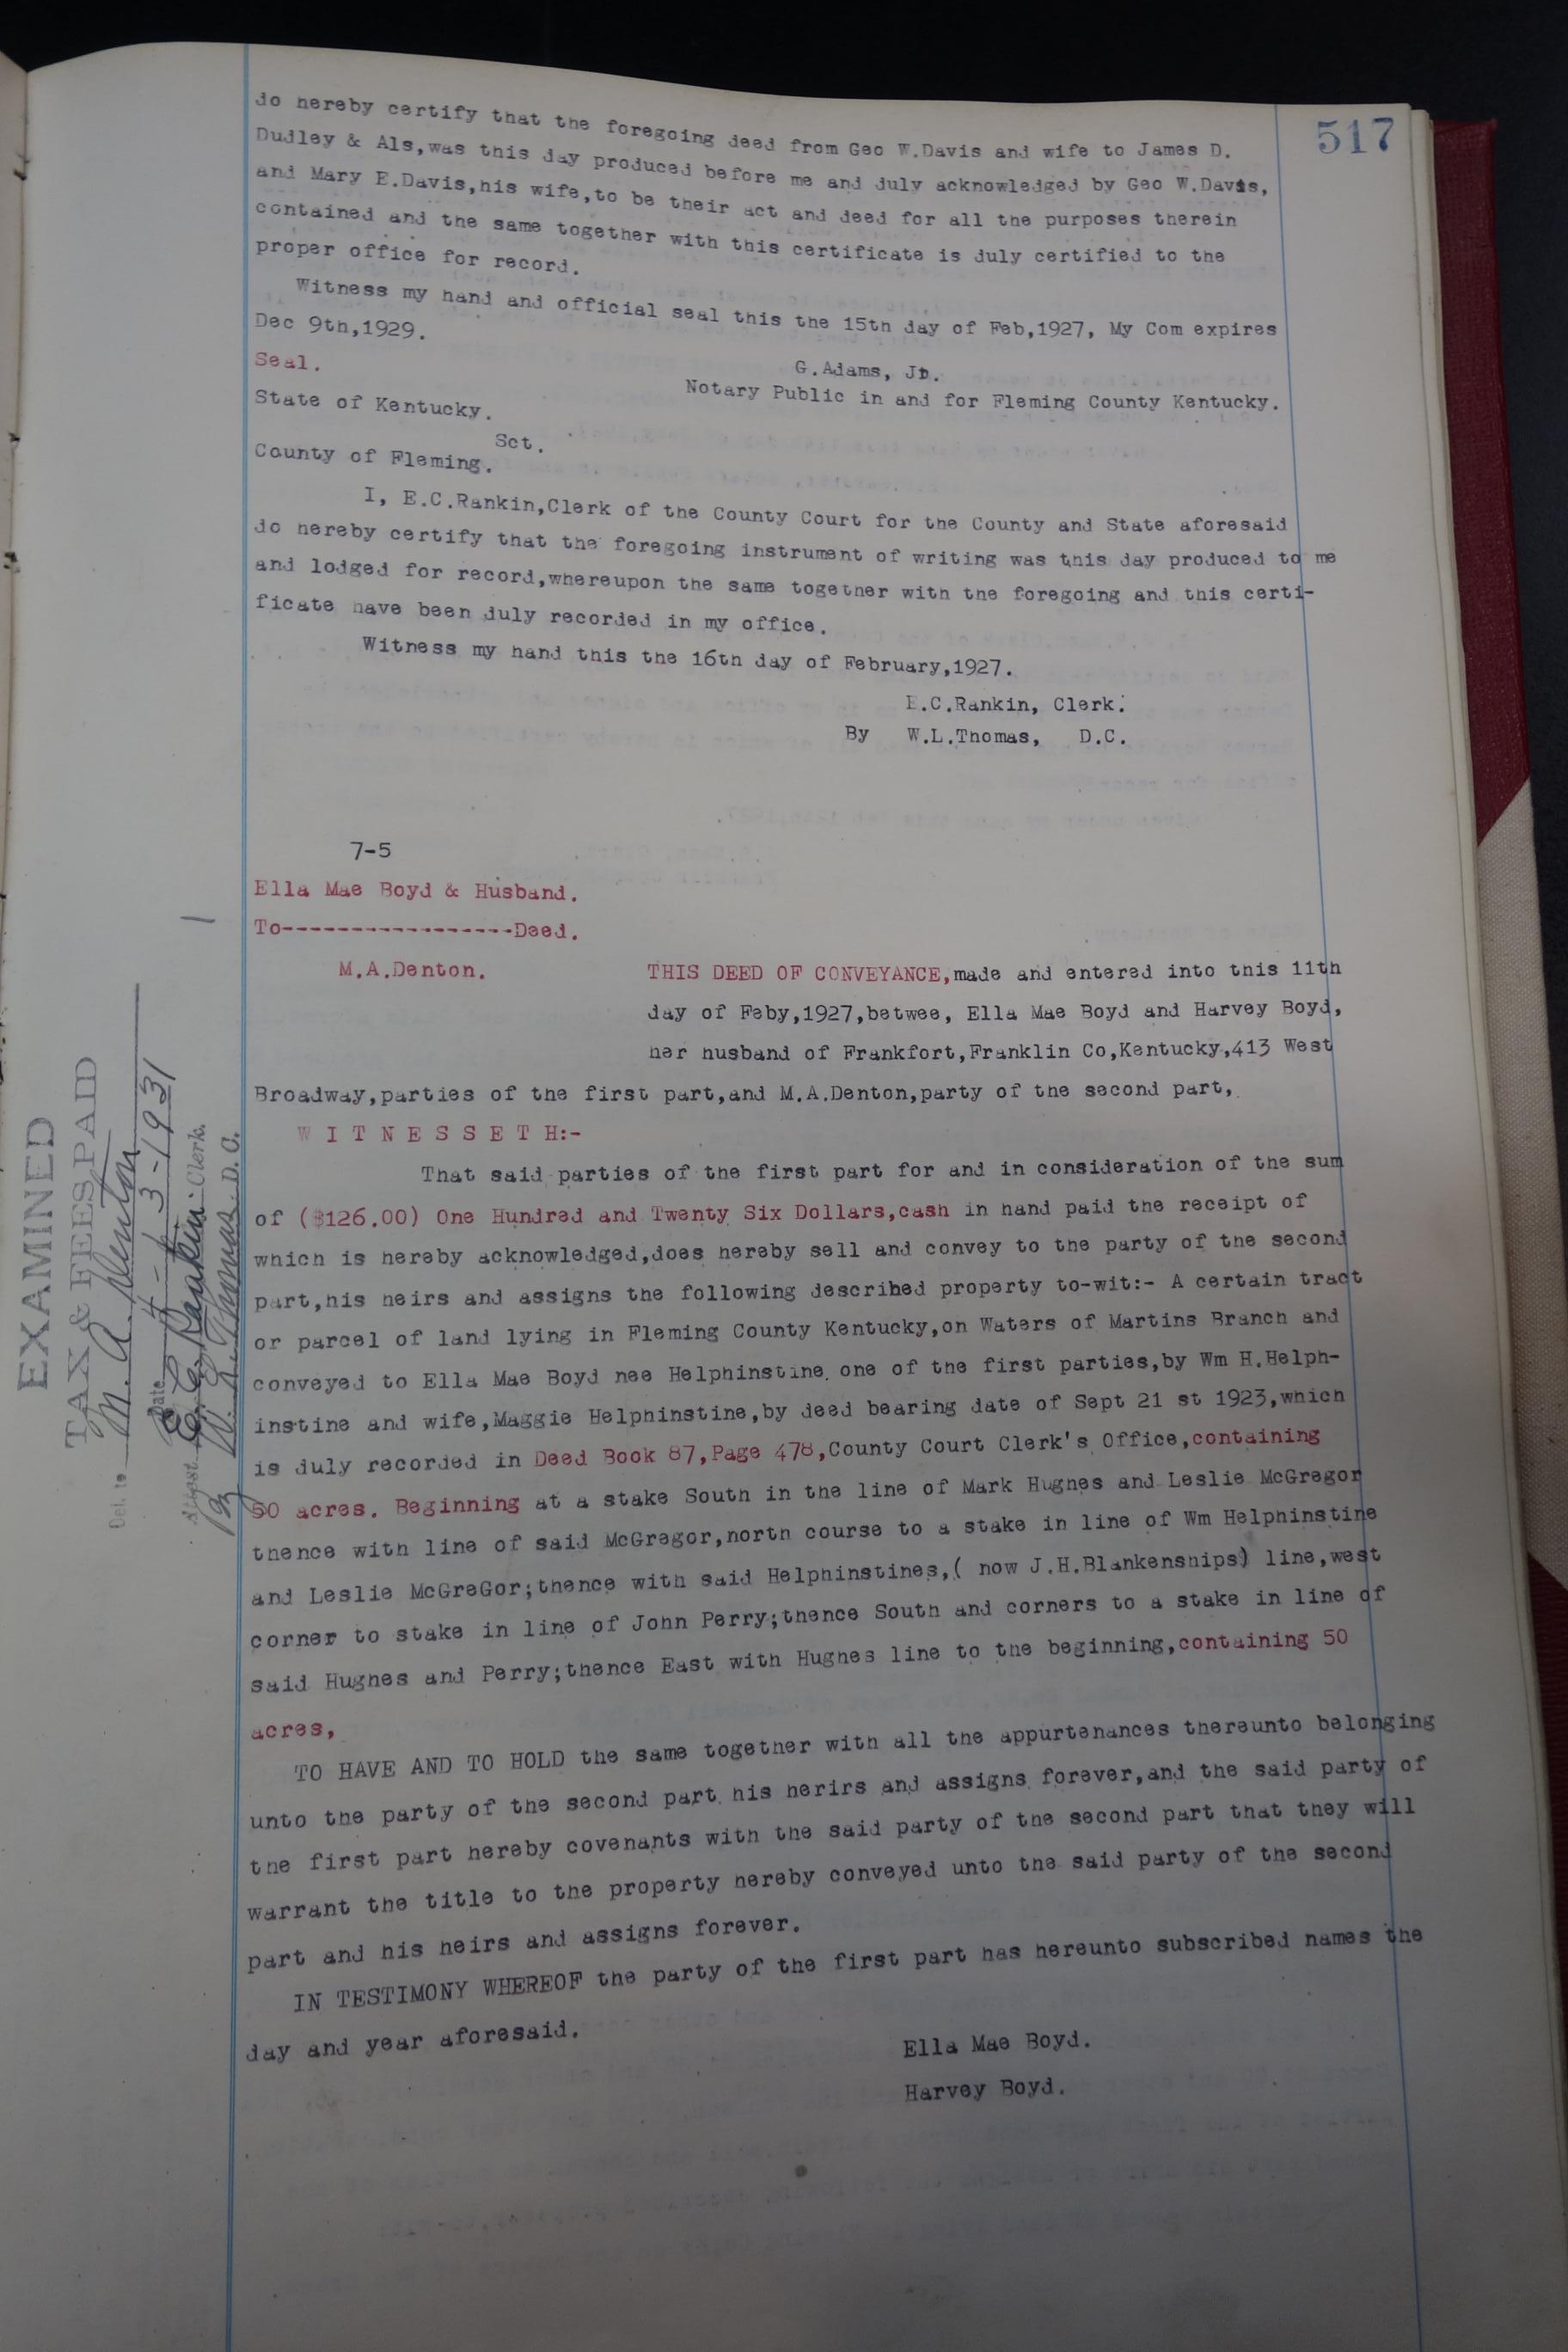 517
do hereby certify that the foregoing deed from Geo W.Davis and wife to James D.
Dudley & Als,was this day produced before me and duly acknowledged by Geo W.Davis,
and Mary E.Davis,his wife,to be their act and deed for all the purposes therein
contained and the same together with this certificate is duly certified to the
proper office for record.
Witness my hand and official seal this the 15th day of Feb,1927, My Com expires
Dec 9th,1929.
Seal.
G.Adams, Jr.
Notary Public in and for Fleming County Kentucky.
State of Kentucky.
Sct.
County of Fleming.
I, E.C.Rankin,Clerk of the County Court for the County and State aforesaid
do hereby certify that the foregoing instrument of writing was this day produced to me
and lodged for record,whereupon the same together with the foregoing and this certi-
ficate have been duly recorded in my office.
Witness my hand this the 16th day of February,1927.
E.C.Rankin, Clerk.
By W.L.Thomas, D.C.
7-5
Ella Mae Boyd & Husband.
To-----------------Deed.
M.A.Denton.
THIS DEED OF CONVEYANCE,made and entered into this 11th
day of Feby,1927,betwee, Ella Mae Boyd and Harvey Boyd,
her husband of Frankfort,Franklin Co,Kentucky,413 West
Broadway,parties of the first part,and M.A.Denton,party of the second part,
W I T N E S S E T H:-
That said parties of the first part for and in consideration of the sum
of ($126.00) One Hundred and Twenty Six Dollars,cash in hand paid the receipt of
which is hereby acknowledged,does hereby sell and convey to the party of the second
part,his heirs and assigns the following described property to-wit:- A certain tract
or parcel of land lying in Fleming County Kentucky,on Waters of Martins Branch and
conveyed to Ella Mae Boyd nee Helphinstine one of the first parties,by Wm H.Helph-
instine and wife,Maggie Helphinstine,by deed bearing date of Sept 21 st 1923,which
is duly recorded in Deed Book 87,Page 478,County Court Clerk's Office,containing
50 acres. Beginning at a stake South in the line of Mark Hughes and Leslie McGregor
thence with line of said McGregor,north course to a stake in line of Wm Helphinstine
and Leslie McGreGor;thence with said Helphinstines,( now J.H.Blankenships) line,west
corner to stake in line of John Perry;thence South and corners to a stake in line of
said Hughes and Perry;thence East with Hughes line to the beginning,containing 50
acres,
TO HAVE AND TO HOLD the same together with all the appurtenances thereunto belonging
unto the party of the second part his herirs and assigns forever,and the said party of
the first part hereby covenants with the said party of the second part that they will
warrant the title to the property hereby conveyed unto the said party of the second
part and his heirs and assigns forever.
IN TESTIMONY WHEREOF the party of the first part has hereunto subscribed names the
day and year aforesaid.
Ella Mae Boyd.
Harvey Boyd.
EXAMINED
TAX & FEES PAID
Del. to M. A. Denton
Date 4-13-1931
Attest E. C. Rankin Clerk.
By W. L. Thomas D. C.